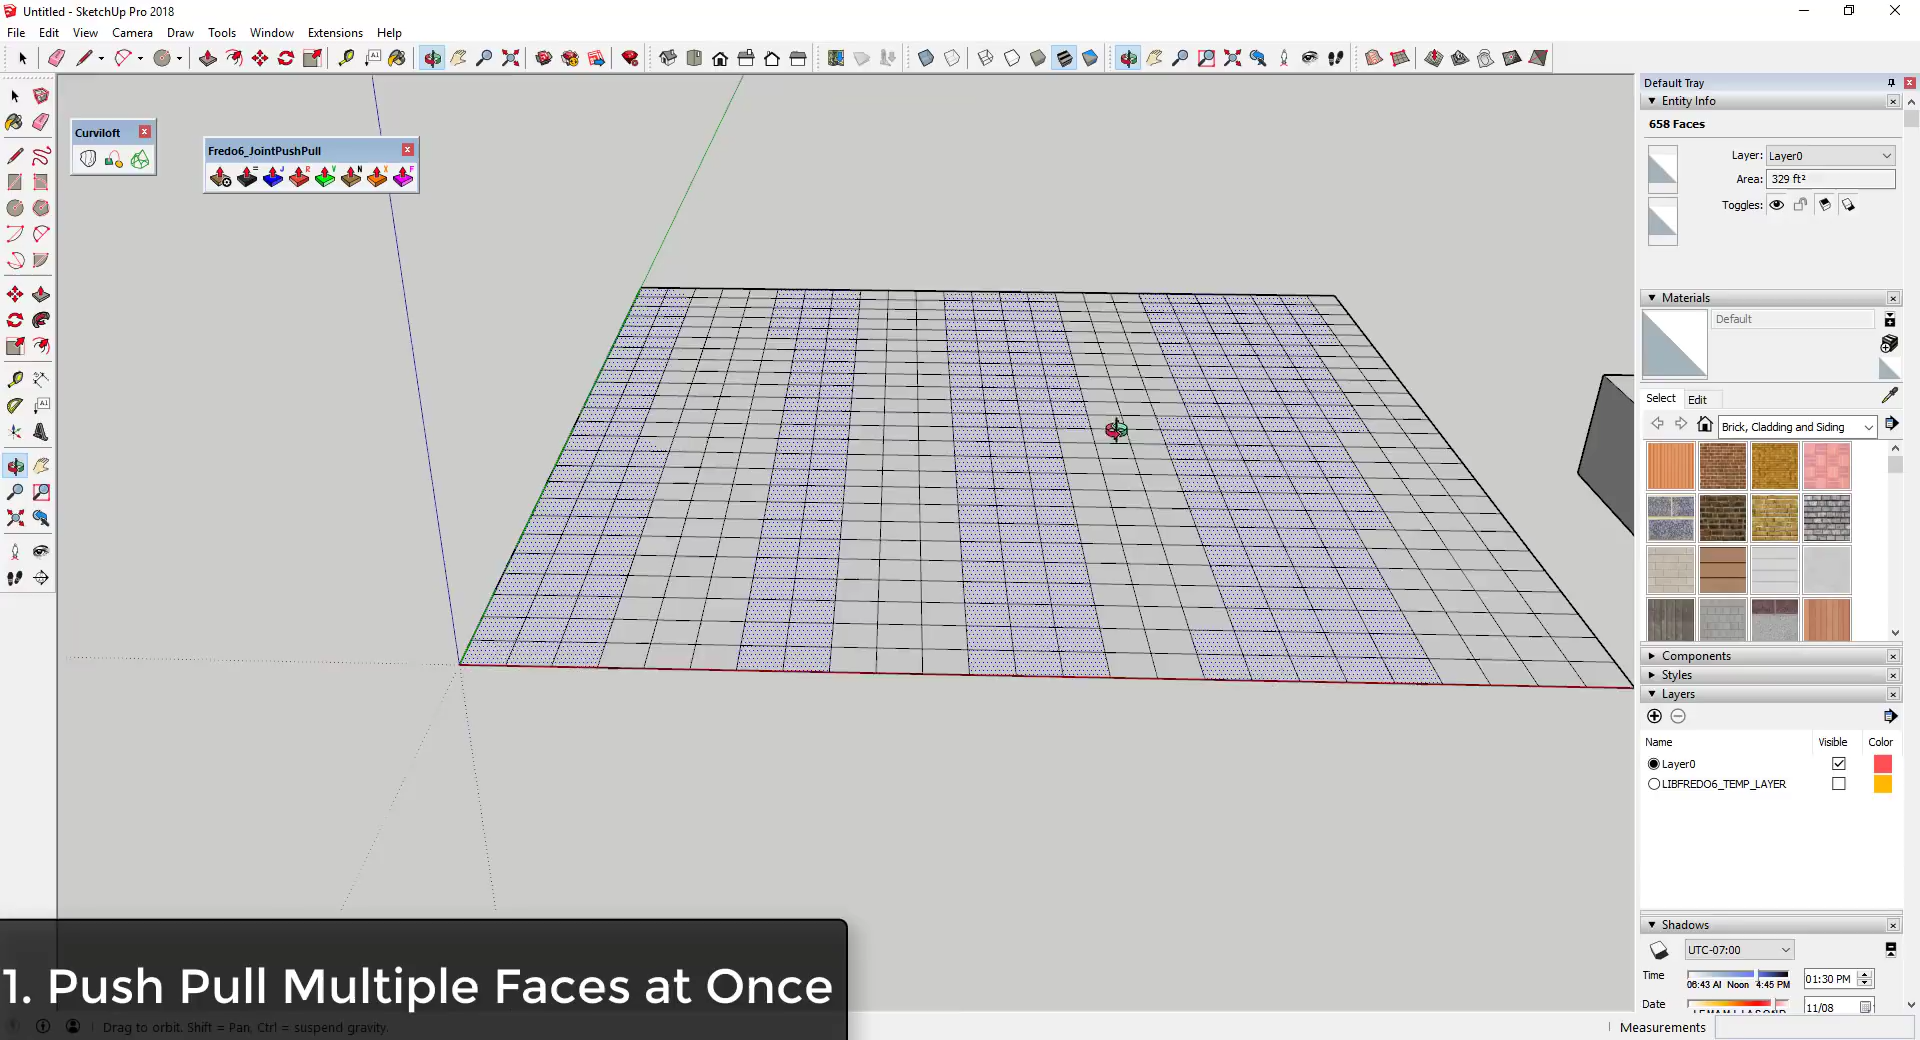 Untitled - SketchUp Pro 2018
File Edit View Camera Draw Tools Window Extensions Help
Default Tray
Entity Info
658 Faces
Layer: Layer0
Area: 329 ft²
Toggles:
Curviloft
Fredo6_JointPushPull
= J R V N X F
Materials
Default
Select Edit
Brick, Cladding and Siding
Components
Styles
Layers
Name Visible Color
Layer0
LIBFREDO6_TEMP_LAYER
Shadows
UTC-07:00
Time 01:30 PM
06:43 AI Noon 4:45 PM
Date 11/08
1. Push Pull Multiple Faces at Once
Drag to orbit. Shift = Pan, Ctrl = suspend gravity.
Measurements